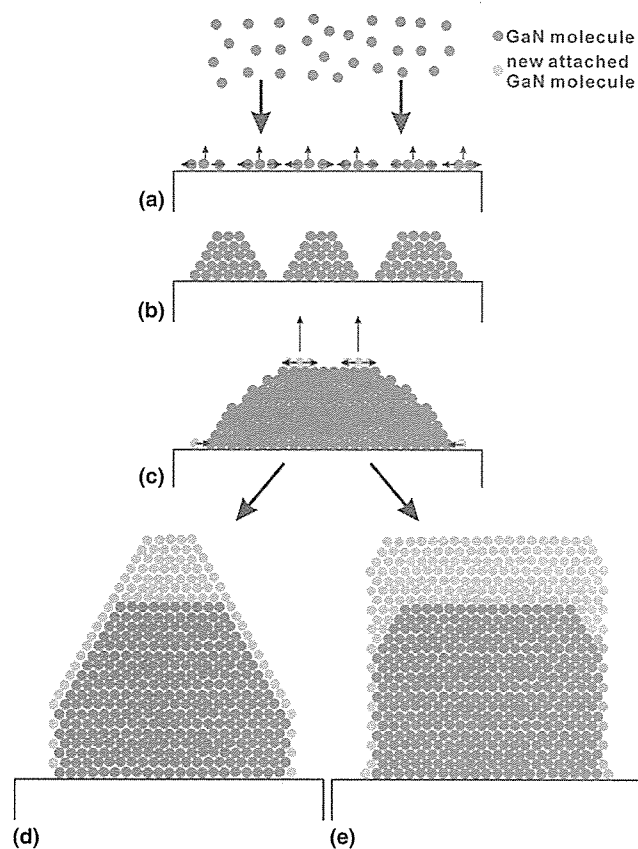 GaN molecule
new attached
GaN molecule
(a)
(b)
(c)
(d)
(e)